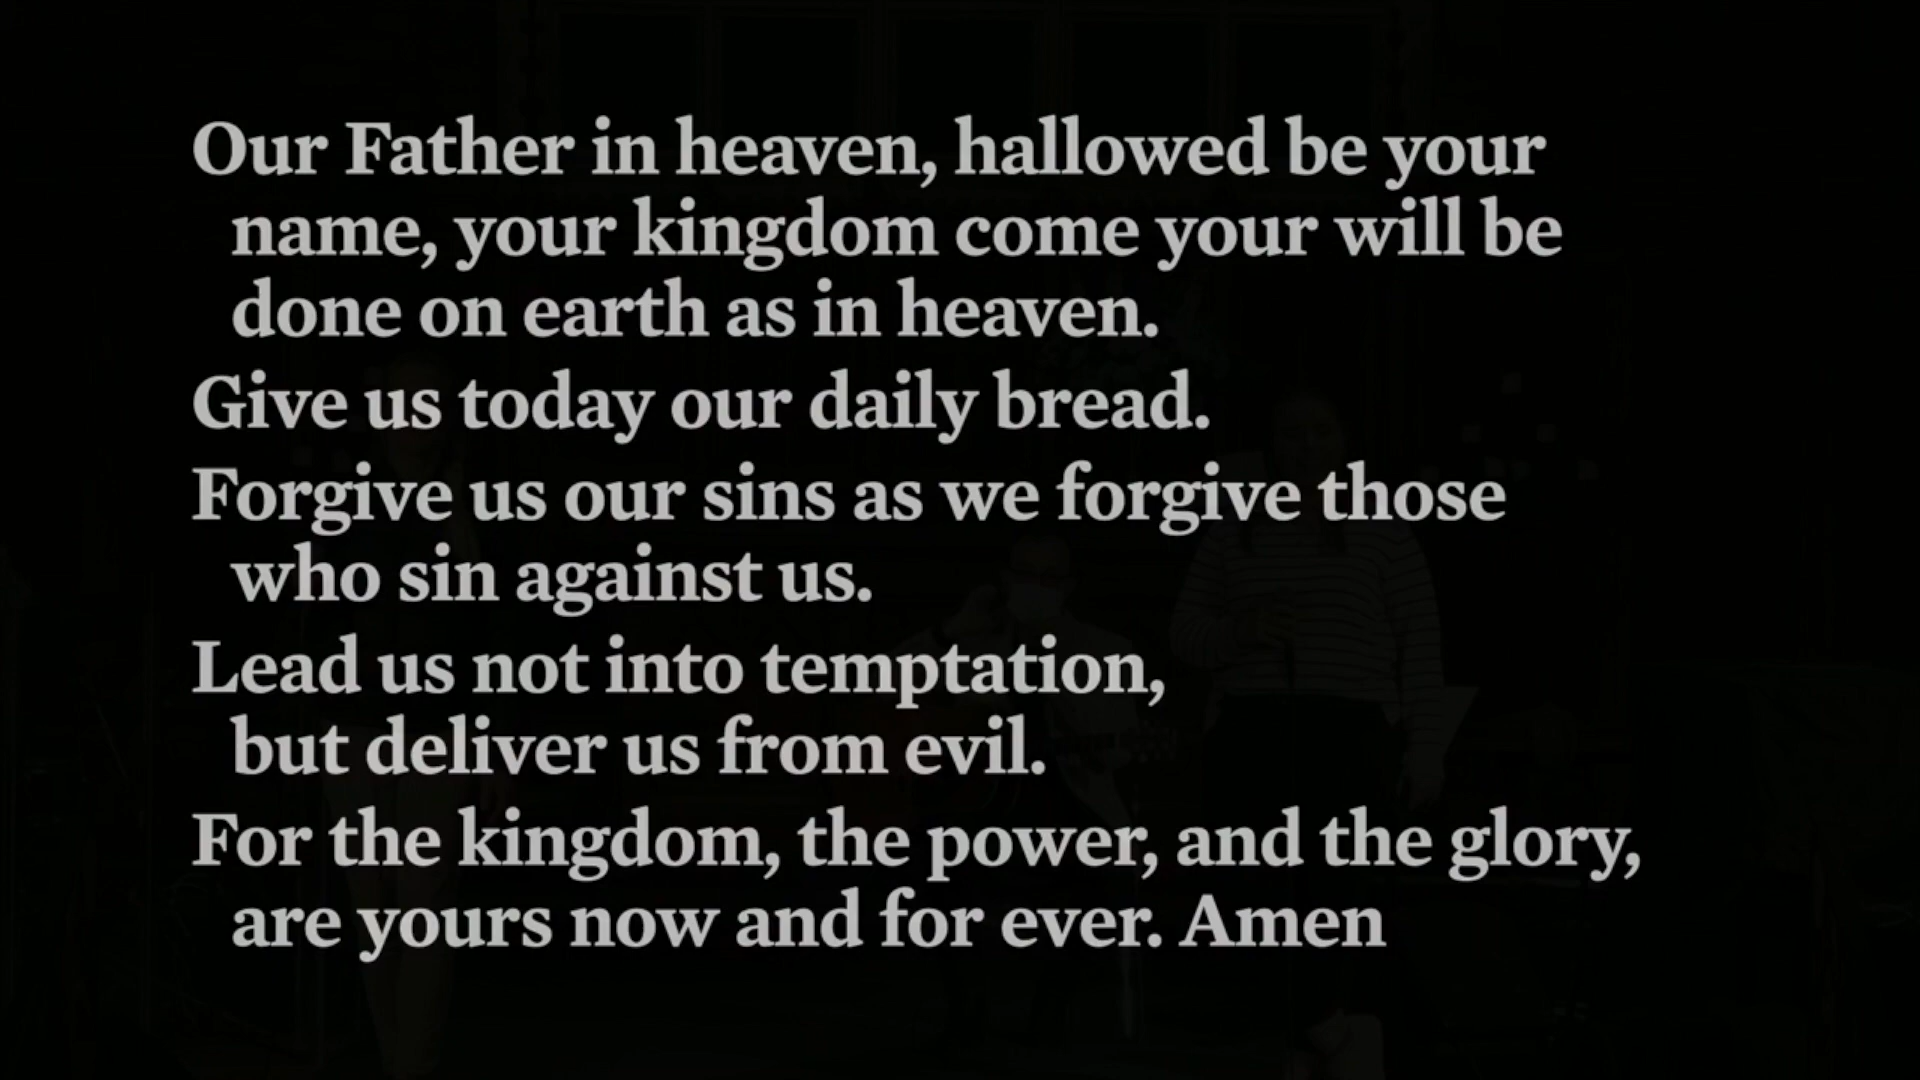 Our Father in heaven, hallowed be your
name, your kingdom come your will be
done on earth as in heaven.
Give us today our daily bread.
Forgive us our sins as we forgive those
who sin against us.
Lead us not into temptation,
but deliver us from evil.
For the kingdom, the power, and the glory,
are yours now and for ever. Amen